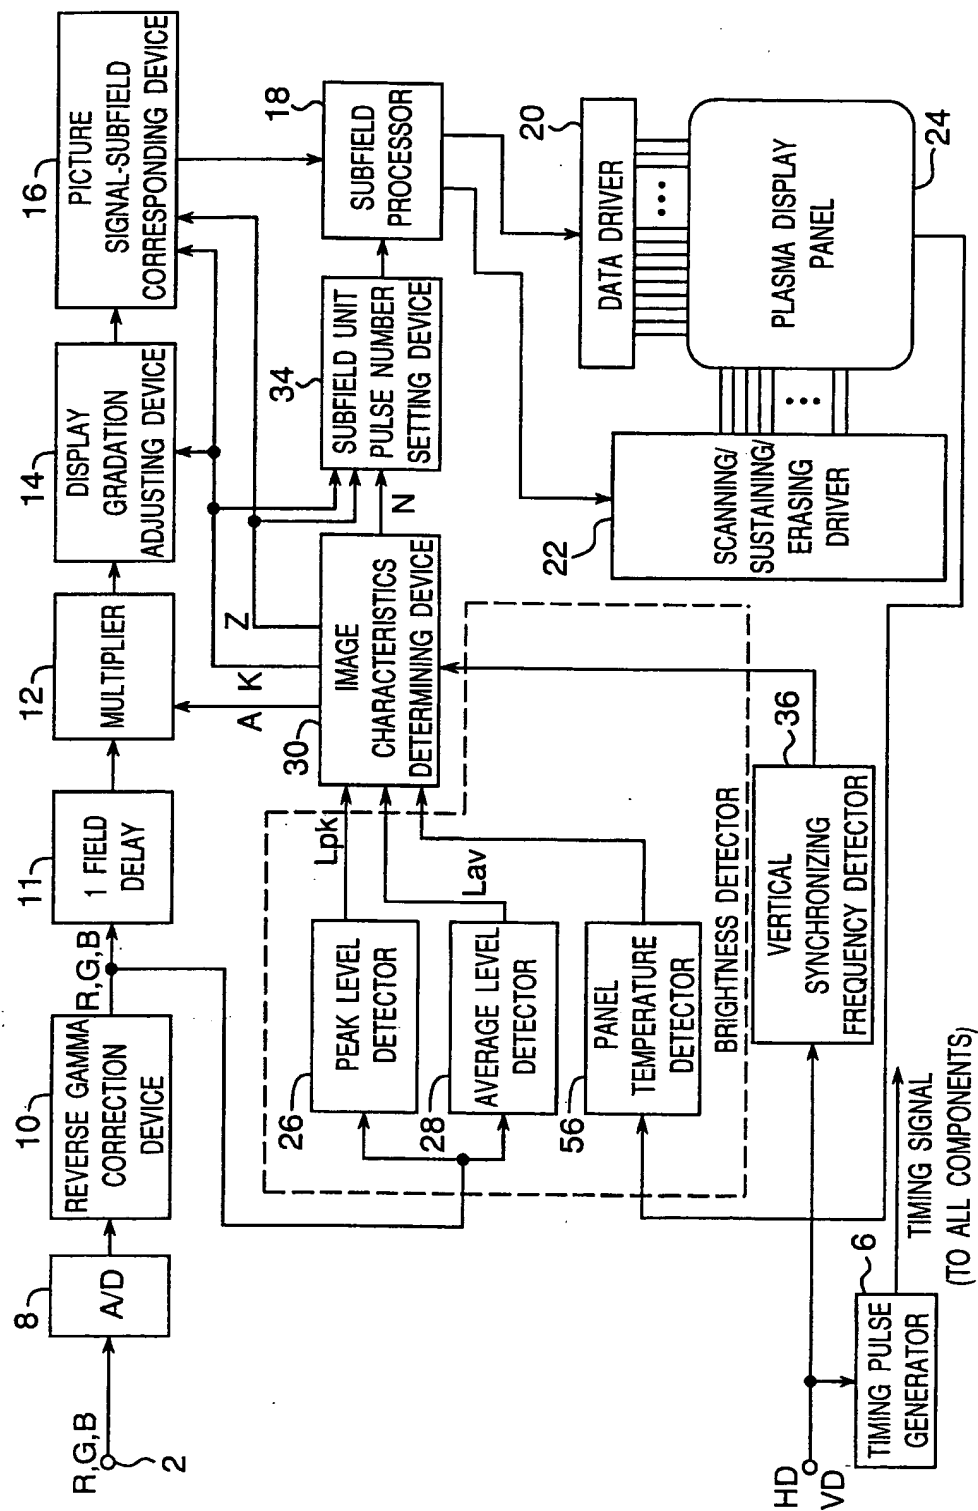 R,G,B
2
8
A/D
10
REVERSE GAMMA
CORRECTION
DEVICE
R,G,B
11
1 FIELD
DELAY
12
MULTIPLIER
14
DISPLAY
GRADATION
ADJUSTING DEVICE
16
PICTURE
SIGNAL-SUBFIELD
CORRESPONDING DEVICE
26
PEAK LEVEL
DETECTOR
Lpk
28
AVERAGE LEVEL
DETECTOR
Lav
56
PANEL
TEMPERATURE
DETECTOR
BRIGHTNESS DETECTOR
30
IMAGE
CHARACTERISTICS
DETERMINING DEVICE
A
K
Z
N
34
SUBFIELD UNIT
PULSE NUMBER
SETTING DEVICE
18
SUBFIELD
PROCESSOR
20
DATA DRIVER
22
SCANNING/
SUSTAINING/
ERASING
DRIVER
PLASMA DISPLAY
PANEL
24
36
VERTICAL
SYNCHRONIZING
FREQUENCY DETECTOR
HD
VD
6
TIMING PULSE
GENERATOR
TIMING SIGNAL
(TO ALL COMPONENTS)